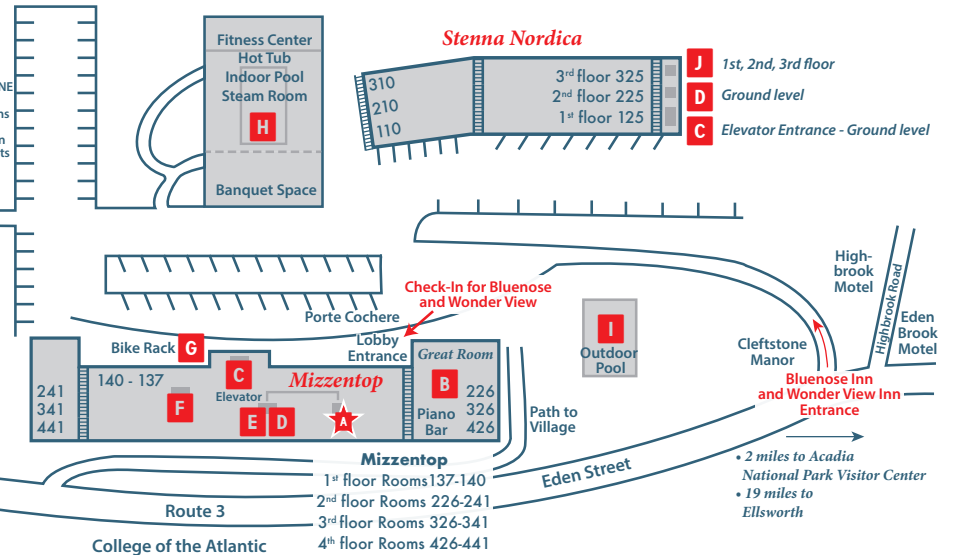 NE
ns
n
ts
Fitness Center
Hot Tub
Indoor Pool
Steam Room
H
Banquet Space
Stenna Nordica
310
210
110
3rd floor 325
2nd floor 225
1st floor 125
J 1st, 2nd, 3rd floor
D Ground level
C Elevator Entrance - Ground level
High-
brook
Motel
Highbrook Road
Eden
Brook
Motel
Check-In for Bluenose
and Wonder View
Porte Cochere
Lobby
Entrance
Bike Rack G
I
Outdoor
Pool
Cleftstone
Manor
Bluenose Inn
and Wonder View Inn
Entrance
• 2 miles to Acadia
National Park Visitor Center
• 19 miles to
Ellsworth
241
341
441
140 - 137
C
Elevator
Mizzentop
F
E D
A
Great Room
B
Piano
Bar
226
326
426
Path to
Village
Eden Street
Mizzentop
1st floor Rooms137-140
2nd floor Rooms 226-241
3rd floor Rooms 326-341
4th floor Rooms 426-441
Route 3
College of the Atlantic